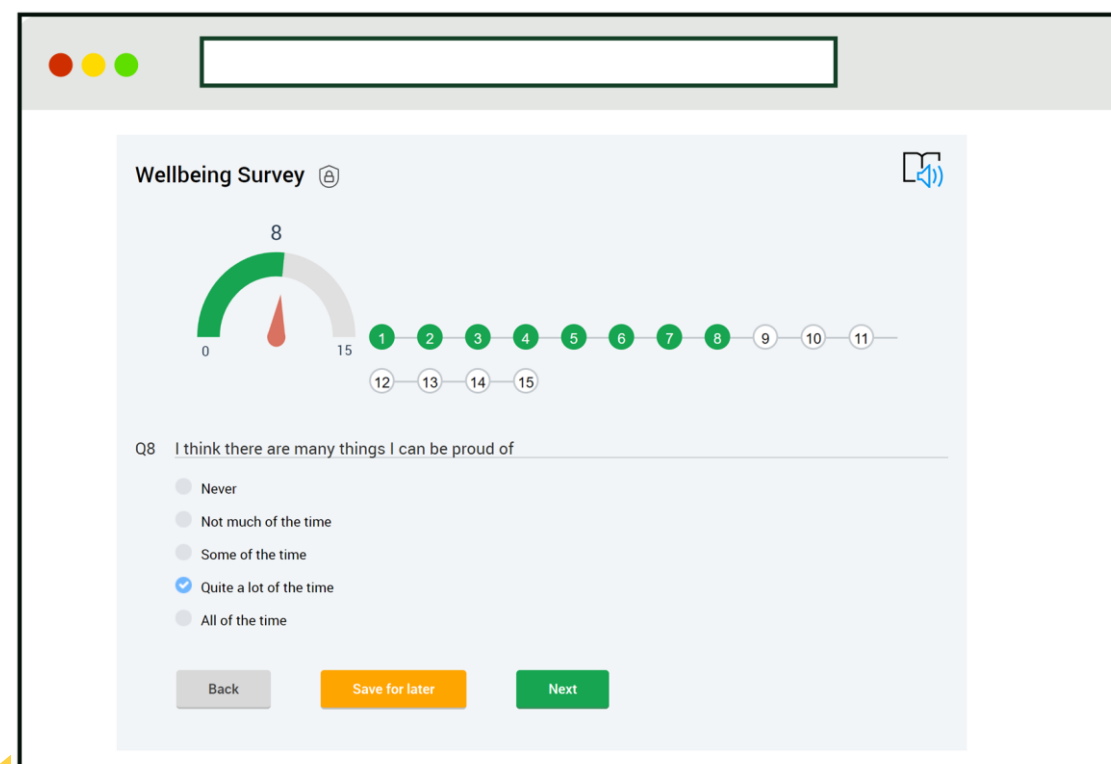 Wellbeing Survey
8
0
15
1 2 3 4 5 6 7 8 9 10 11
12 13 14 15
Q8 I think there are many things I can be proud of
Never
Not much of the time
Some of the time
Quite a lot of the time
All of the time
Back Save for later Next